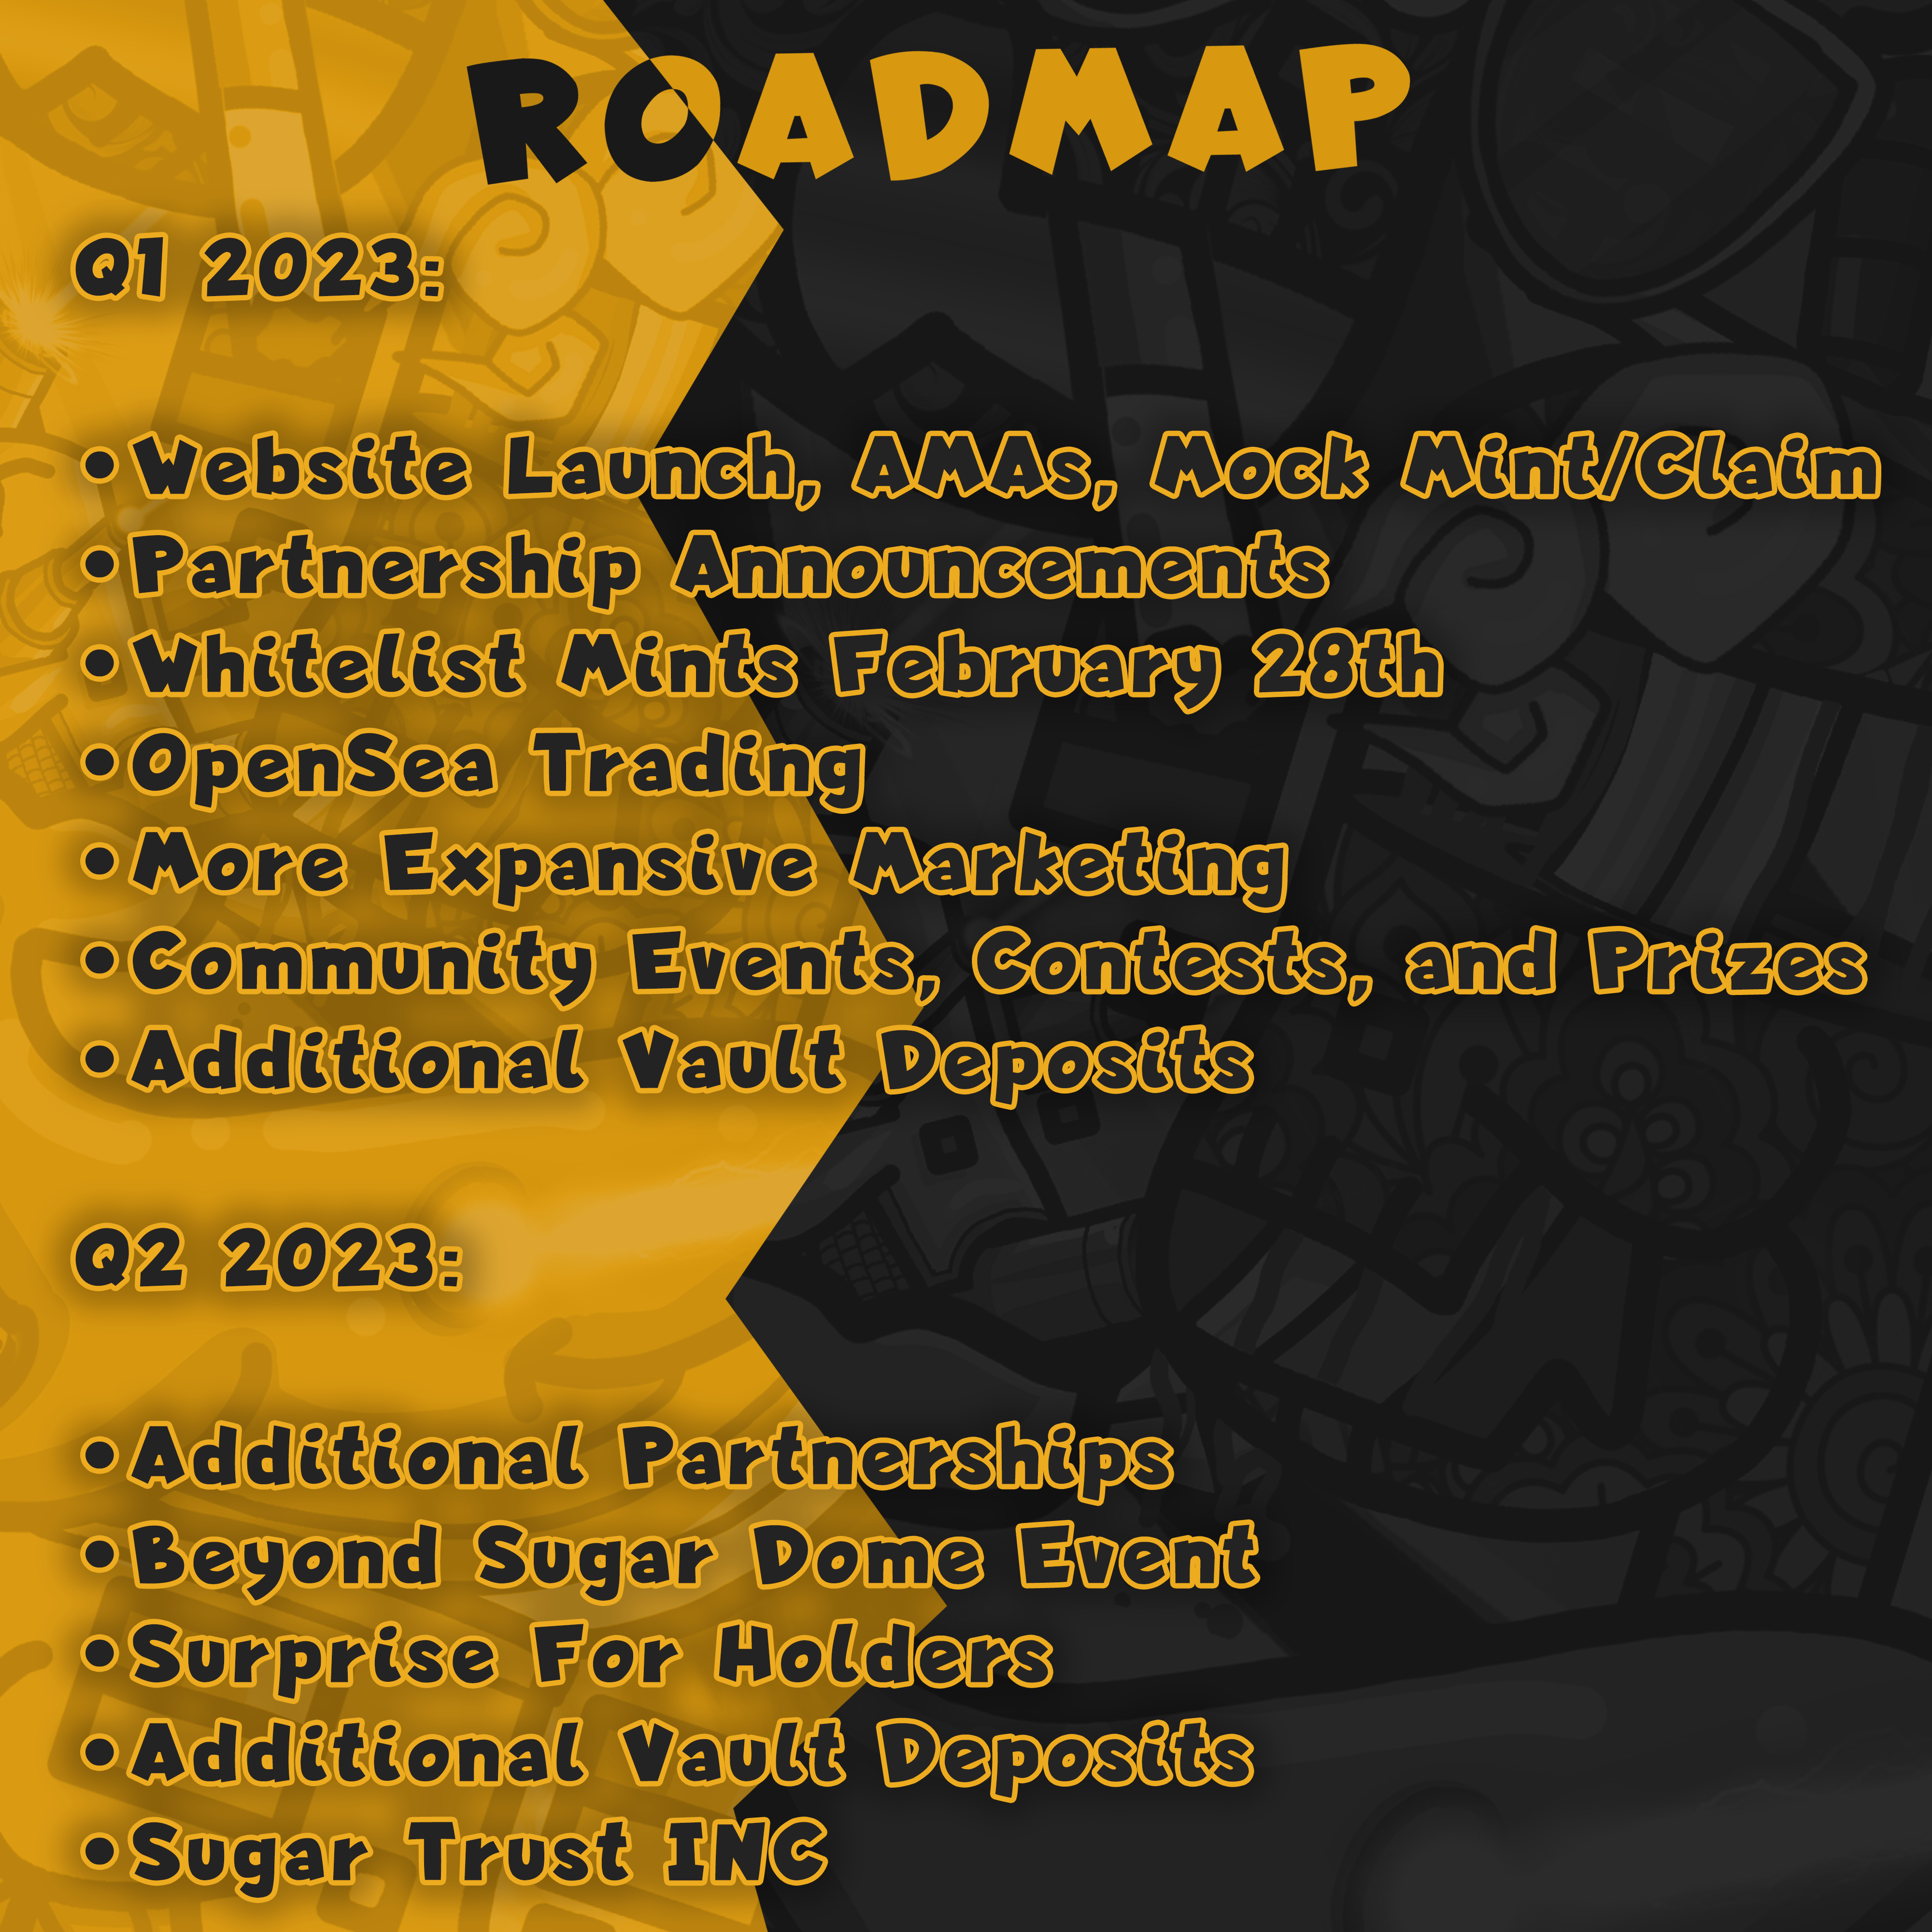 ROADMAP
Q1 2023:
•Website Launch, AMAs, Mock Mint/Claim
•Partnership Announcements
•Whitelist Mints February 28th
•OpenSea Trading
•More Expansive Marketing
•Community Events, Contests, and Prizes
•Additional Vault Deposits
Q2 2023:
•Additional Partnerships
•Beyond Sugar Dome Event
•Surprise For Holders
•Additional Vault Deposits
•Sugar Trust INC